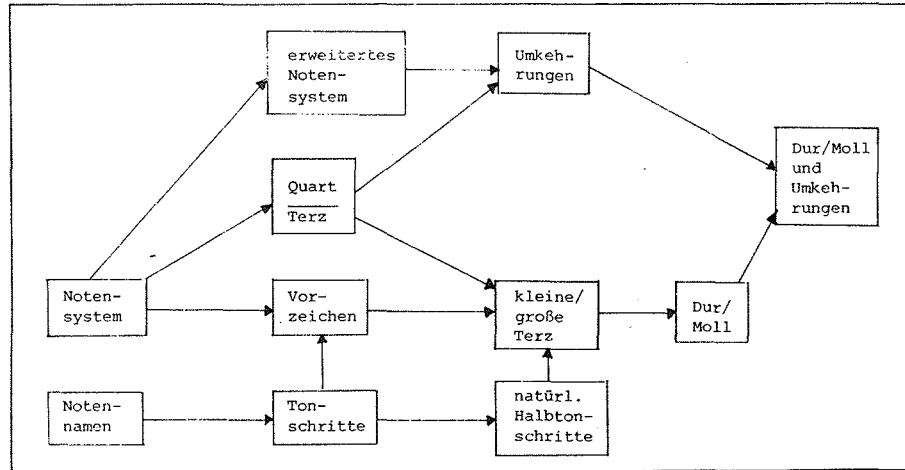 erweitertes
Noten-
system
Umkeh-
rungen
Dur/Moll
und
Umkeh-
rungen
Quart
Terz
Noten-
system
Vor-
zeichen
kleine/
große
Terz
Dur/
Moll
Noten-
namen
Ton-
schritte
natürl.
Halbton-
schritte